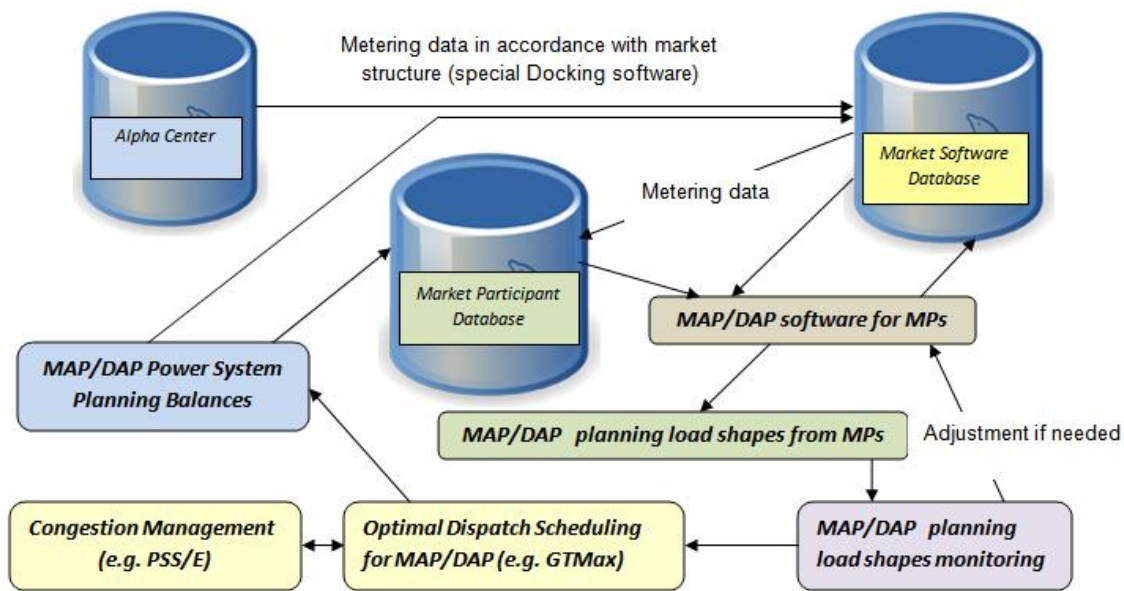 Metering data in accordance with market
structure (special Docking software)
Alpha Center
Market Software
Database
Metering data
Market Participant
Database
MAP/DAP software for MPs
MAP/DAP Power System
Planning Balances
MAP/DAP planning load shapes from MPs
Adjustment if needed
Congestion Management
(e.g. PSS/E)
Optimal Dispatch Scheduling
for MAP/DAP (e.g. GTMax)
MAP/DAP planning
load shapes monitoring